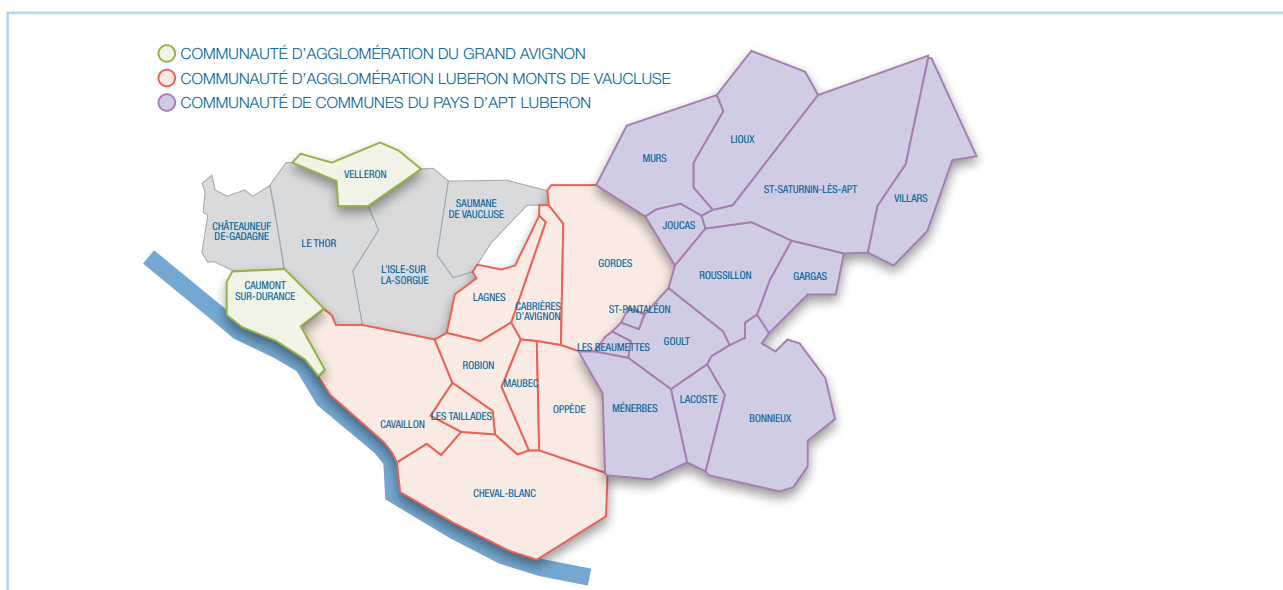 COMMUNAUTÉ D'AGGLOMÉRATION DU GRAND AVIGNON
COMMUNAUTÉ D'AGGLOMÉRATION LUBERON MONTS DE VAUCLUSE
COMMUNAUTÉ DE COMMUNES DU PAYS D'APT LUBERON
LIOUX
MURS
VELLERON
ST-SATURNIN-LÈS-APT
VILLARS
SAUMANE
DE VAUCLUSE
CHÂTEAUNEUF
DE-GADAGNE
JOUCAS
LE THOR
GORDES
L'ISLE-SUR
LA-SORGUE
ROUSSILLON
GARGAS
CAUMONT
SUR-DURANCE
LAGNES
CABRIÈRES
D'AVIGNON
ST-PANTALÉON
GOULT
LES BEAUMETTES
ROBION
MAUBEC
LACOSTE
OPPÈDE
MÉNERBES
LES TAILLADES
BONNIEUX
CAVAILLON
CHEVAL-BLANC